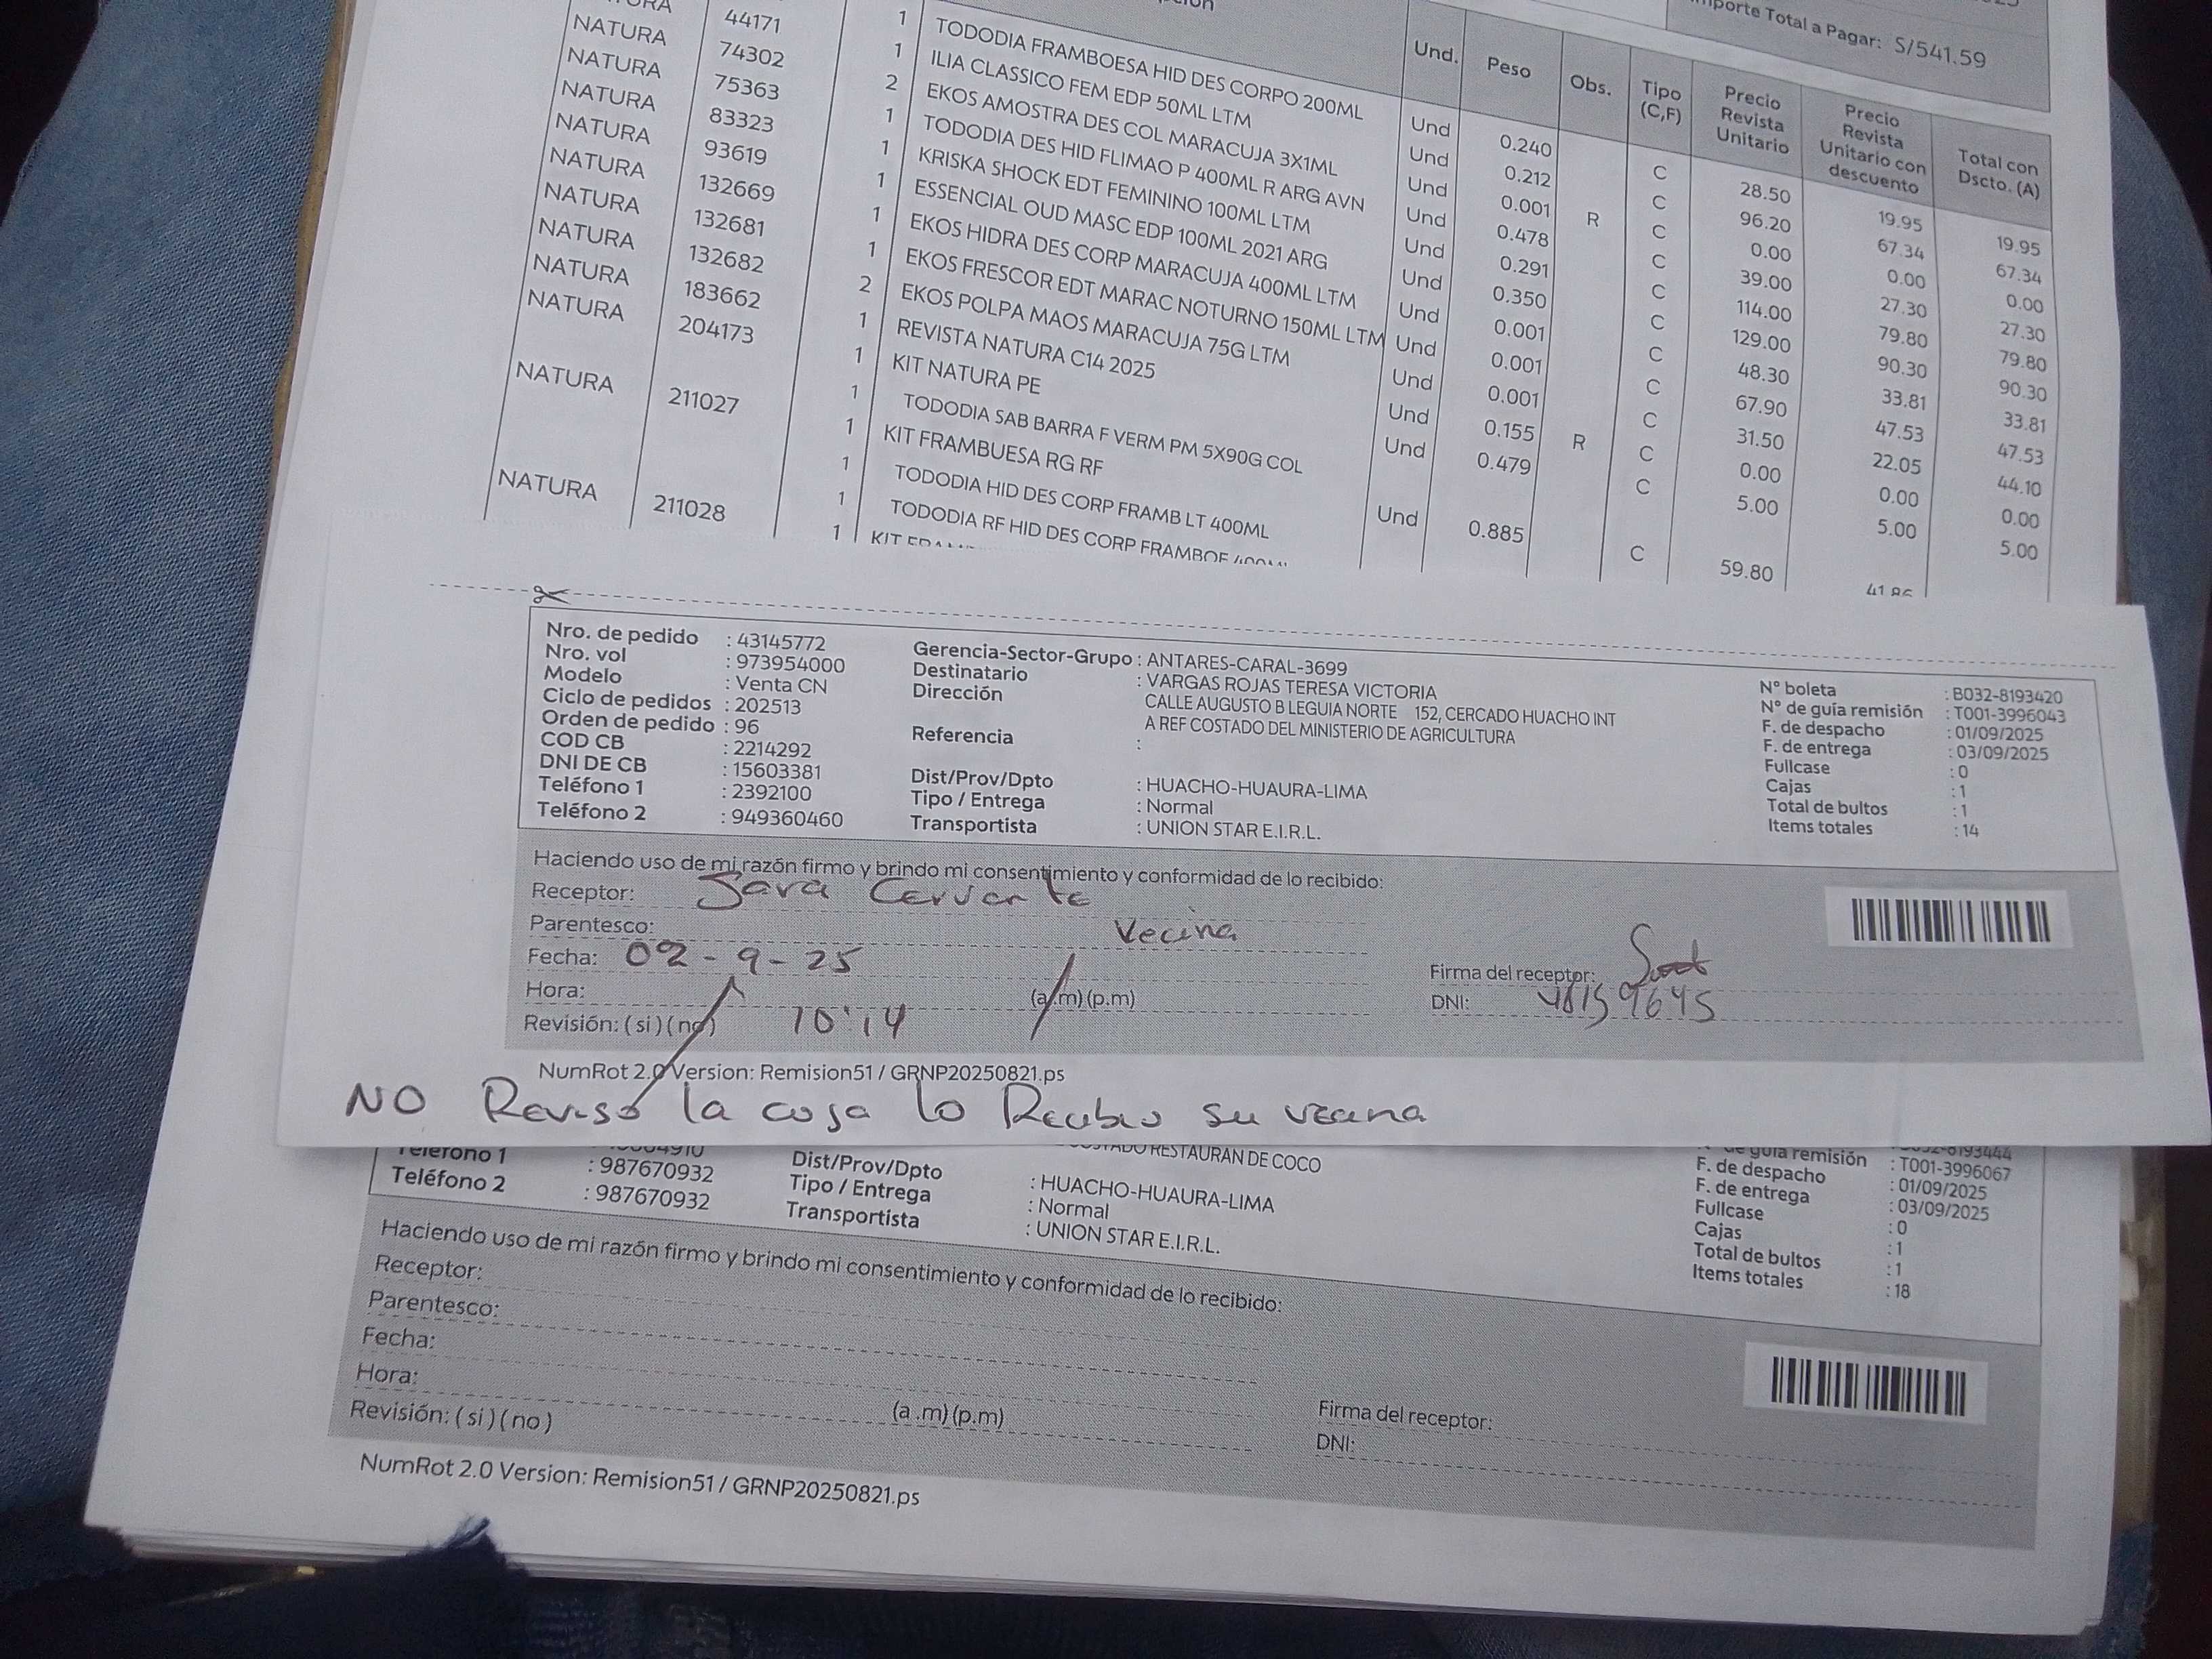 Importe Total a Pagar: S/541.59
Und. Peso Obs. Tipo (C,F) Precio Revista Unitario Precio Revista Unitario con descuento Total con Dscto. (A)
NATURA 44171 1 TODODIA FRAMBOESA HID DES CORPO 200ML Und 0.240 C 28.50 19.95 19.95
NATURA 74302 1 ILIA CLASSICO FEM EDP 50ML LTM Und 0.212 C 96.20 67.34 67.34
NATURA 75363 2 EKOS AMOSTRA DES COL MARACUJA 3X1ML Und 0.001 R C 0.00 0.00 0.00
NATURA 83323 1 TODODIA DES HID FLIMAO P 400ML R ARG AVN Und 0.478 C 39.00 27.30 27.30
NATURA 93619 1 KRISKA SHOCK EDT FEMININO 100ML LTM Und 0.291 C 114.00 79.80 79.80
NATURA 132669 1 ESSENCIAL OUD MASC EDP 100ML 2021 ARG Und 0.350 C 129.00 90.30 90.30
NATURA 132681 1 EKOS HIDRA DES CORP MARACUJA 400ML LTM Und 0.001 C 48.30 33.81 33.81
NATURA 132682 1 EKOS FRESCOR EDT MARAC NOTURNO 150ML LTM Und 0.001 C 67.90 47.53 47.53
NATURA 183662 2 EKOS POLPA MAOS MARACUJA 75G LTM Und 0.001 C 31.50 22.05 44.10
NATURA 204173 1 REVISTA NATURA C14 2025 Und 0.155 R C 0.00 0.00 0.00
NATURA 211027 1 KIT NATURA PE Und 0.479 C 5.00 5.00 5.00
1 TODODIA SAB BARRA F VERM PM 5X90G COL
NATURA 211028 1 KIT FRAMBUESA RG RF Und 0.885 C 59.80
1 TODODIA HID DES CORP FRAMB LT 400ML
1 TODODIA RF HID DES CORP FRAMBOE 400ML
1 KIT
Nro. de pedido : 43145772
Nro. vol : 973954000
Modelo : Venta CN
Ciclo de pedidos : 202513
Orden de pedido : 96
COD CB : 2214292
DNI DE CB : 15603381
Teléfono 1 : 2392100
Teléfono 2 : 949360460
Gerencia-Sector-Grupo : ANTARES-CARAL-3699
Destinatario : VARGAS ROJAS TERESA VICTORIA
Dirección CALLE AUGUSTO B LEGUIA NORTE 152, CERCADO HUACHO INT
A REF COSTADO DEL MINISTERIO DE AGRICULTURA
Referencia :
Dist/Prov/Dpto : HUACHO-HUAURA-LIMA
Tipo / Entrega : Normal
Transportista : UNION STAR E.I.R.L.
N° boleta : B032-8193420
N° de guía remisión : T001-3996043
F. de despacho : 01/09/2025
F. de entrega : 03/09/2025
Fullcase : 0
Cajas : 1
Total de bultos : 1
Items totales : 14
Haciendo uso de mi razón firmo y brindo mi consentimiento y conformidad de lo recibido:
Receptor: Sara Cervante
Parentesco: Vecina
Fecha: 02-9-25
Hora: 10:14 (a.m) (p.m)
Revisión: ( si ) ( no )
Firma del receptor:
DNI: 48159645
NumRot 2.0 Version: Remision51 / GRNP20250821.ps
NO Reviso la caja lo Recibio su vecina
Teléfono 1 : 987670932
Teléfono 2 : 987670932
COSTADO RESTAURAN DE COCO
Dist/Prov/Dpto : HUACHO-HUAURA-LIMA
Tipo / Entrega : Normal
Transportista : UNION STAR E.I.R.L.
de guía remisión : T001-3996067
F. de despacho : 01/09/2025
F. de entrega : 03/09/2025
Fullcase : 0
Cajas : 1
Total de bultos : 1
Items totales : 18
Haciendo uso de mi razón firmo y brindo mi consentimiento y conformidad de lo recibido:
Receptor:
Parentesco:
Fecha:
Hora: (a .m) (p.m)
Revisión: ( si ) ( no )
Firma del receptor:
DNI:
NumRot 2.0 Version: Remision51 / GRNP20250821.ps